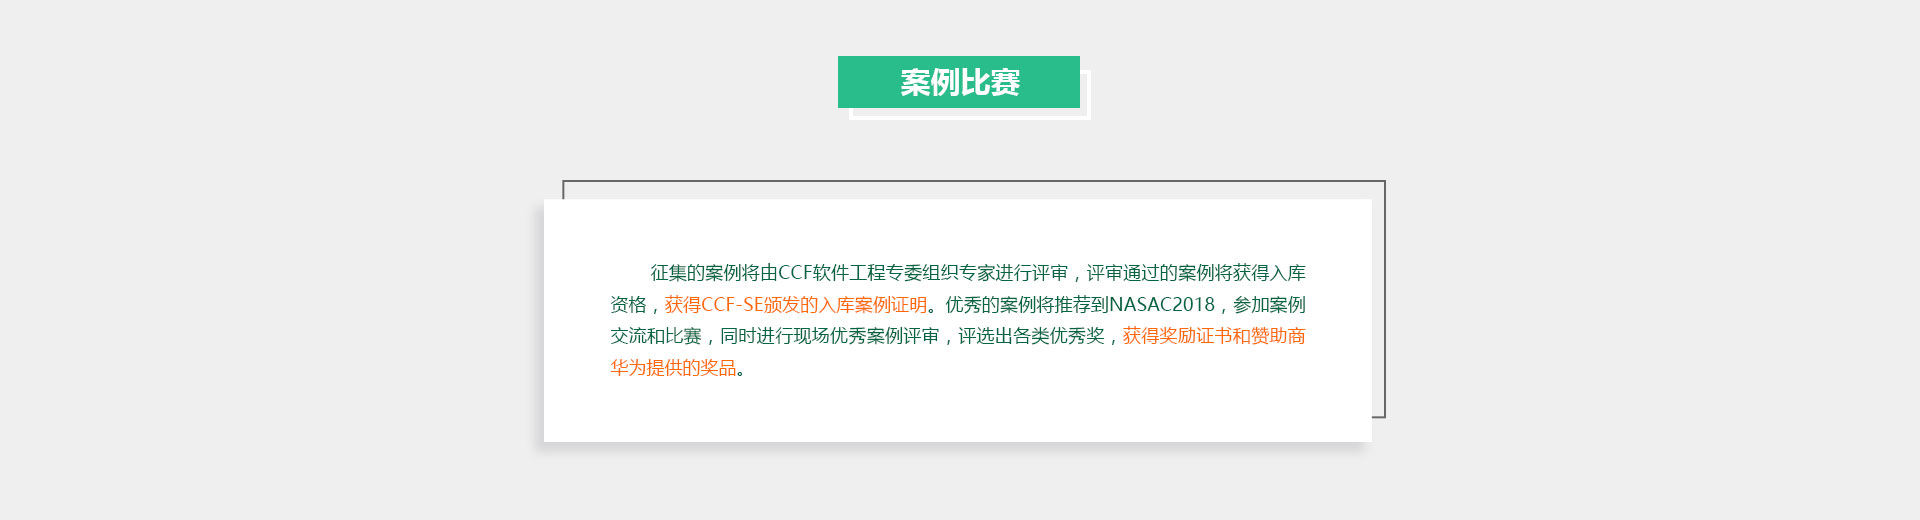 案例比赛
征集的案例将由CCF软件工程专委组织专家进行评审，评审通过的案例将获得入库
资格，获得CCF-SE颁发的入库案例证明。优秀的案例将推荐到NASAC2018，参加案例
交流和比赛，同时进行现场优秀案例评审，评选出各类优秀奖，获得奖励证书和赞助商
华为提供的奖品。